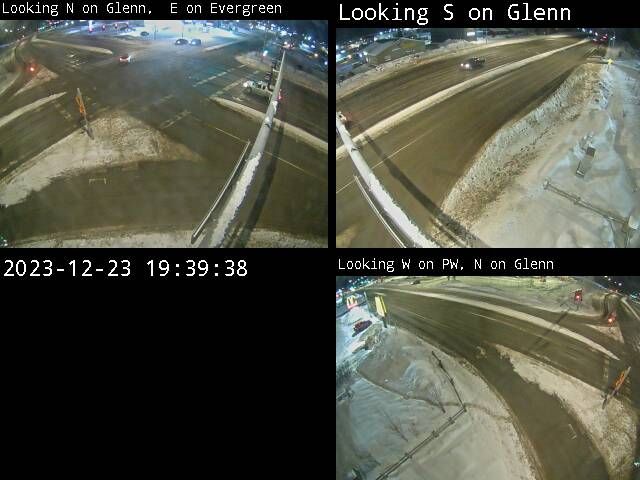 Looking N on Glenn,  E on Evergreen
Looking S on Glenn
2023-12-23 19:39:38
Looking W on PW, N on Glenn